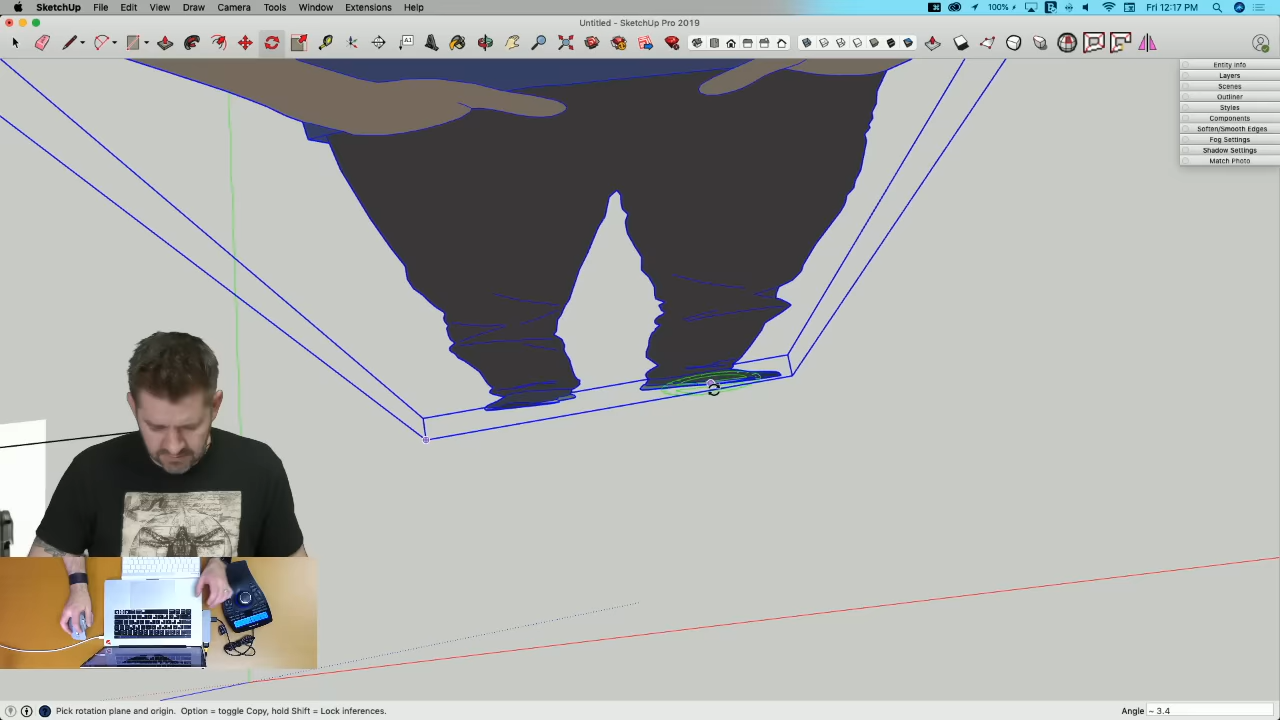 SketchUp File Edit View Draw Camera Tools Window Extensions Help
100% Fri 12:17 PM
Untitled - SketchUp Pro 2019
A1
Entity Info
Layers
Scenes
Outliner
Styles
Components
Soften/Smooth Edges
Fog Settings
Shadow Settings
Match Photo
Pick rotation plane and origin. Option = toggle Copy, hold Shift = Lock inferences.
Angle ~ 3.4